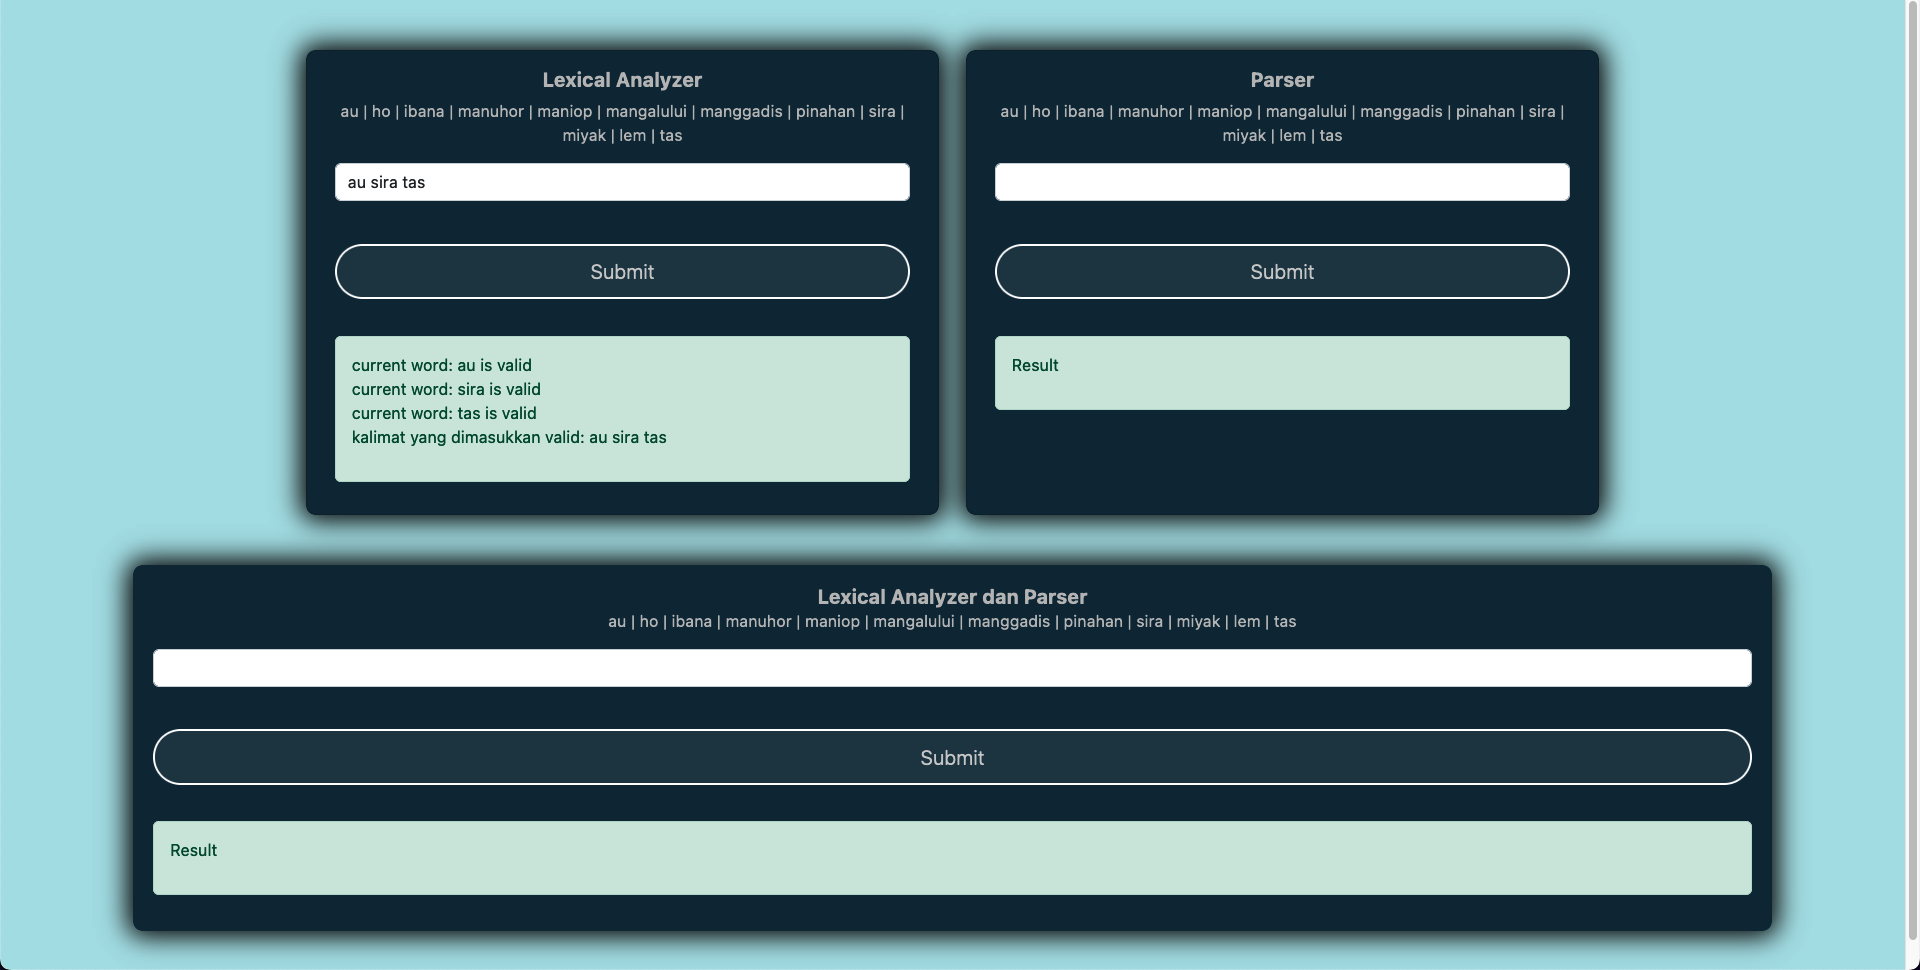 Lexical Analyzer
au | ho | ibana | manuhor | maniop | mangalului | manggadis | pinahan | sira |
miyak | lem | tas
au sira tas
Submit
current word: au is valid
current word: sira is valid
current word: tas is valid
kalimat yang dimasukkan valid: au sira tas
Parser
au | ho | ibana | manuhor | maniop | mangalului | manggadis | pinahan | sira |
miyak | lem | tas
Submit
Result
Lexical Analyzer dan Parser
au | ho | ibana | manuhor | maniop | mangalului | manggadis | pinahan | sira | miyak | lem | tas
Submit
Result